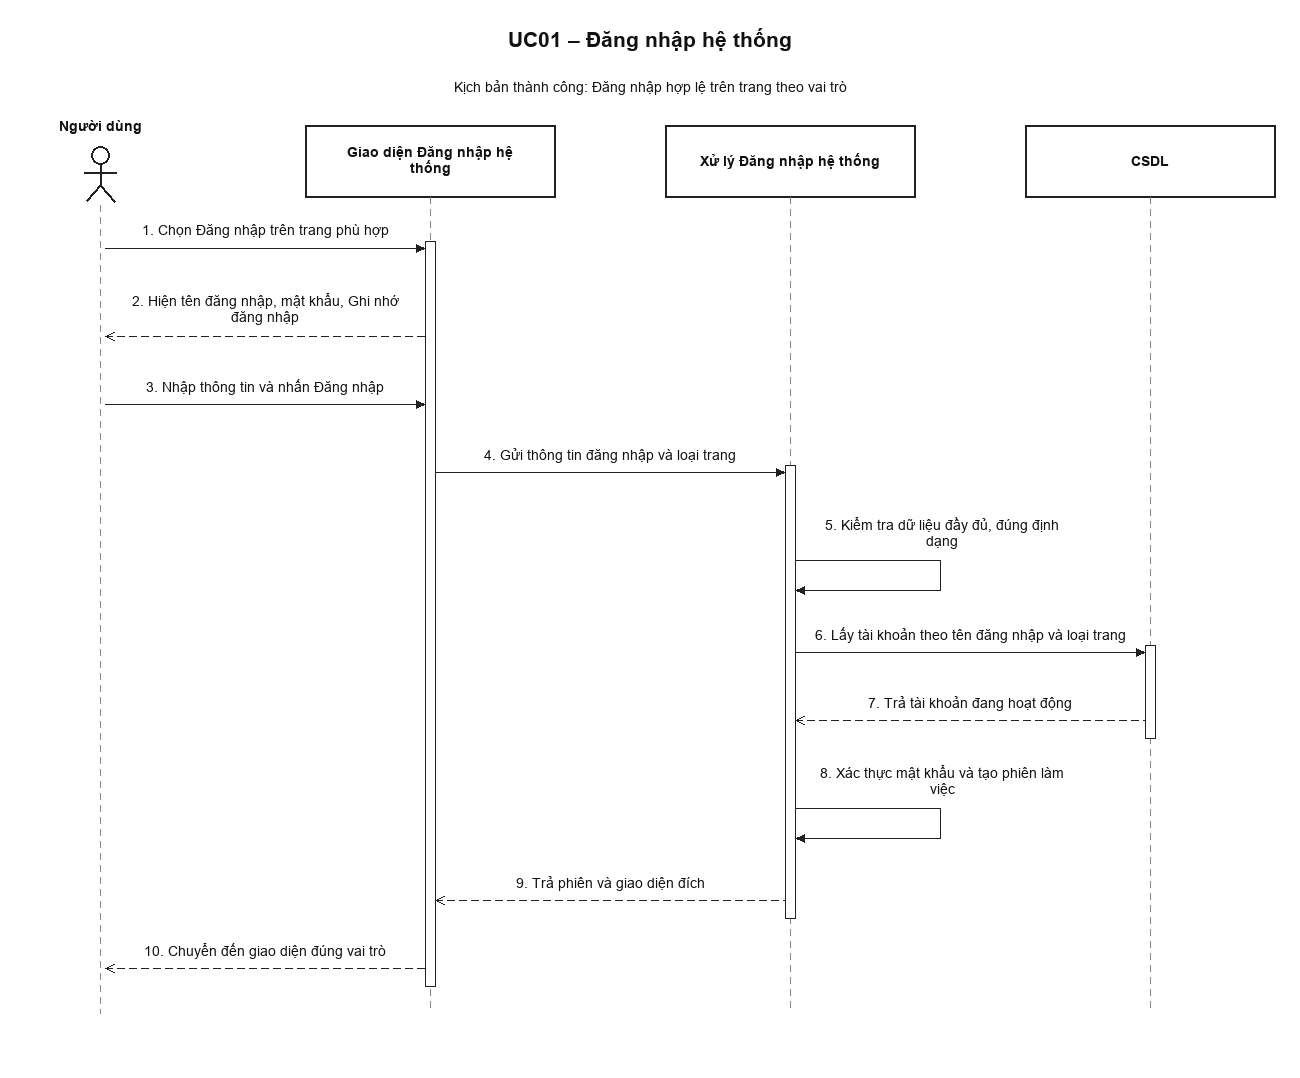 UC01 – Đăng nhập hệ thống
Kịch bản thành công: Đăng nhập hợp lệ trên trang theo vai trò
Người dùng
Giao diện Đăng nhập hệ
thống
Xử lý Đăng nhập hệ thống
CSDL
1. Chọn Đăng nhập trên trang phù hợp
2. Hiện tên đăng nhập, mật khẩu, Ghi nhớ
đăng nhập
3. Nhập thông tin và nhấn Đăng nhập
4. Gửi thông tin đăng nhập và loại trang
5. Kiểm tra dữ liệu đầy đủ, đúng định
dạng
6. Lấy tài khoản theo tên đăng nhập và loại trang
7. Trả tài khoản đang hoạt động
8. Xác thực mật khẩu và tạo phiên làm
việc
9. Trả phiên và giao diện đích
10. Chuyển đến giao diện đúng vai trò